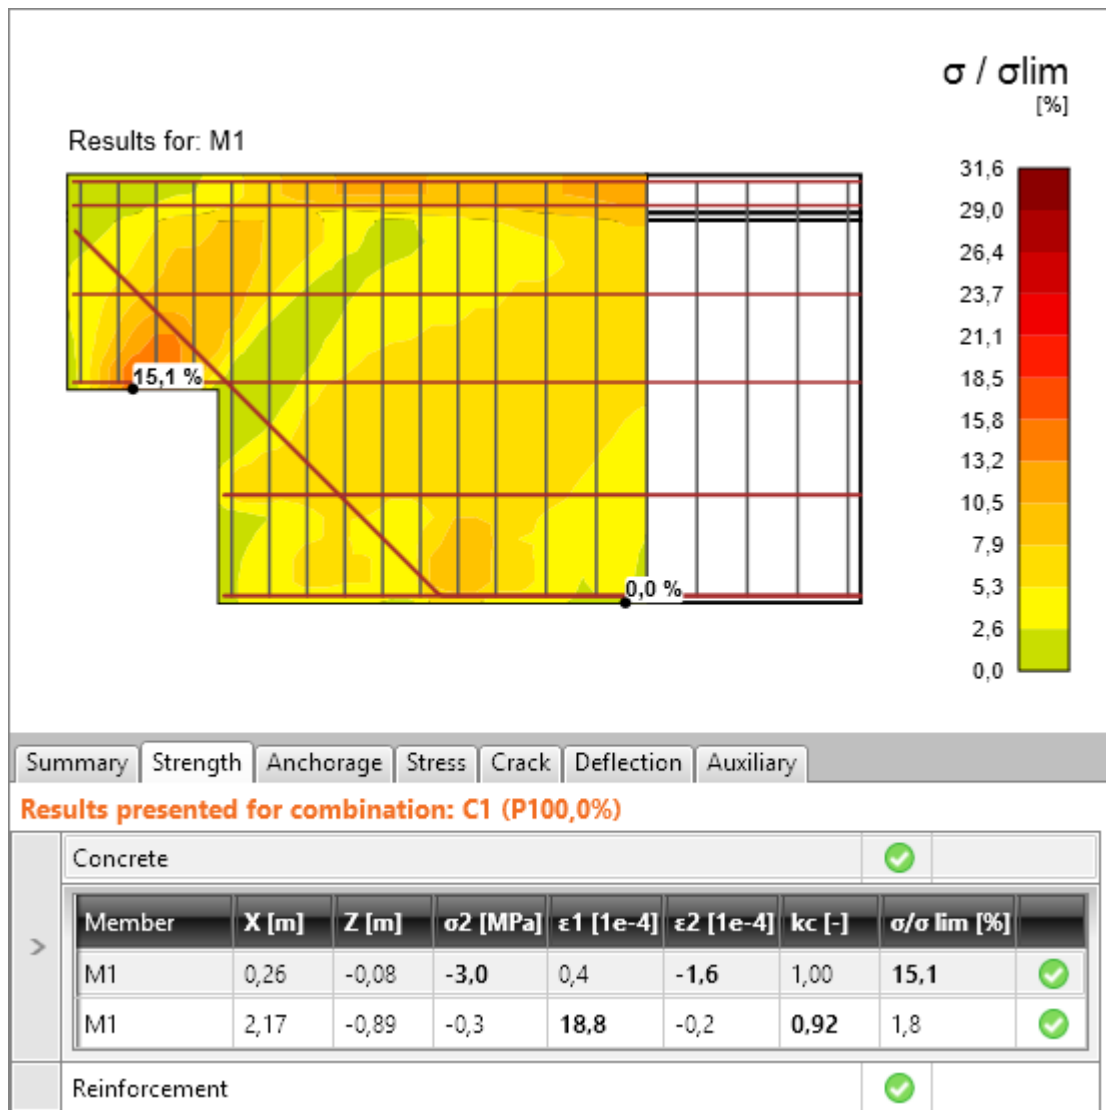 σ / σlim
[%]
Results for: M1
31,6
29,0
26,4
23,7
21,1
18,5
15,8
13,2
10,5
7,9
5,3
2,6
0,0
15,1 %
0,0 %
Summary Strength Anchorage Stress Crack Deflection Auxiliary
Results presented for combination: C1 (P100,0%)
Concrete
Member X [m] Z [m] σ2 [MPa] ε1 [1e-4] ε2 [1e-4] kc [-] σ/σ lim [%]
M1 0,26 -0,08 -3,0 0,4 -1,6 1,00 15,1
M1 2,17 -0,89 -0,3 18,8 -0,2 0,92 1,8
Reinforcement